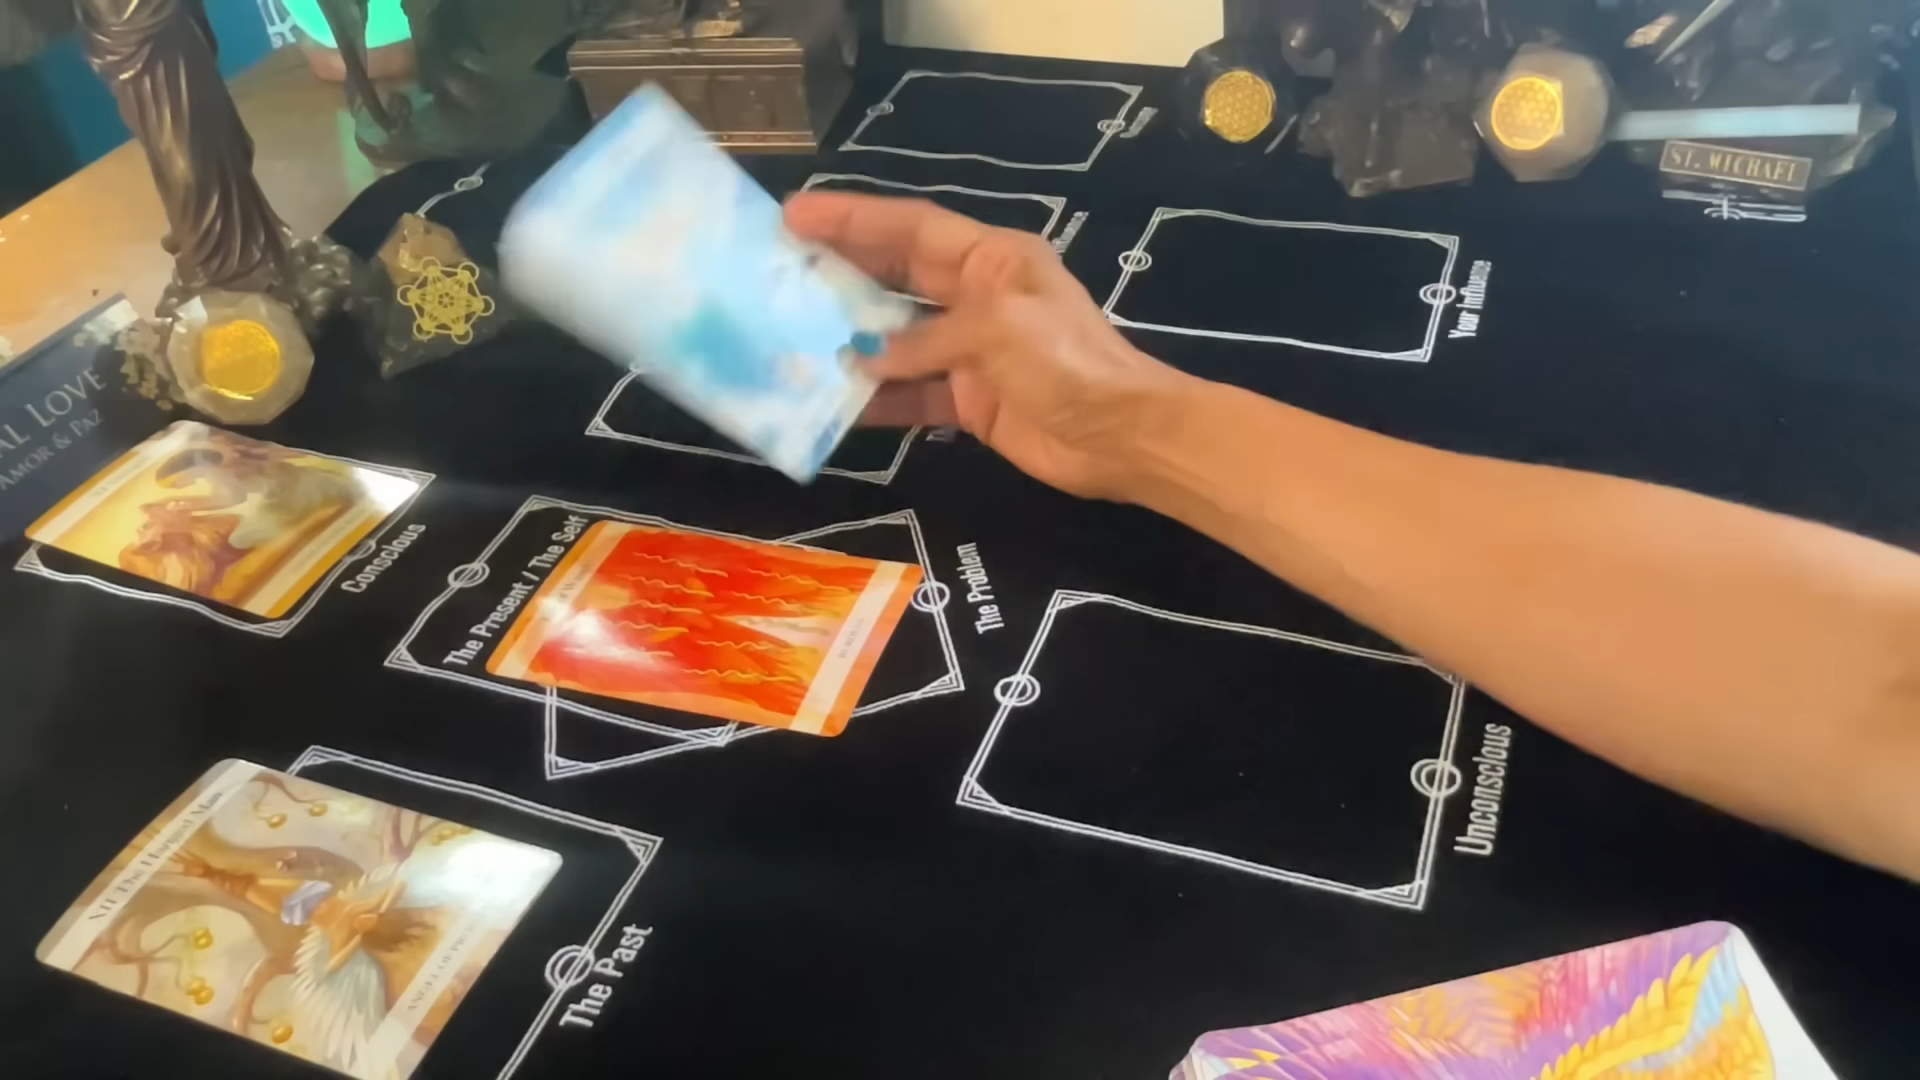 ST. MICHAEL
Your Influence
AL LOVE
AMOR & PAZ
Conscious
The Present / The Self
The Problem
Unconscious
XII The Hanged Man
The Past